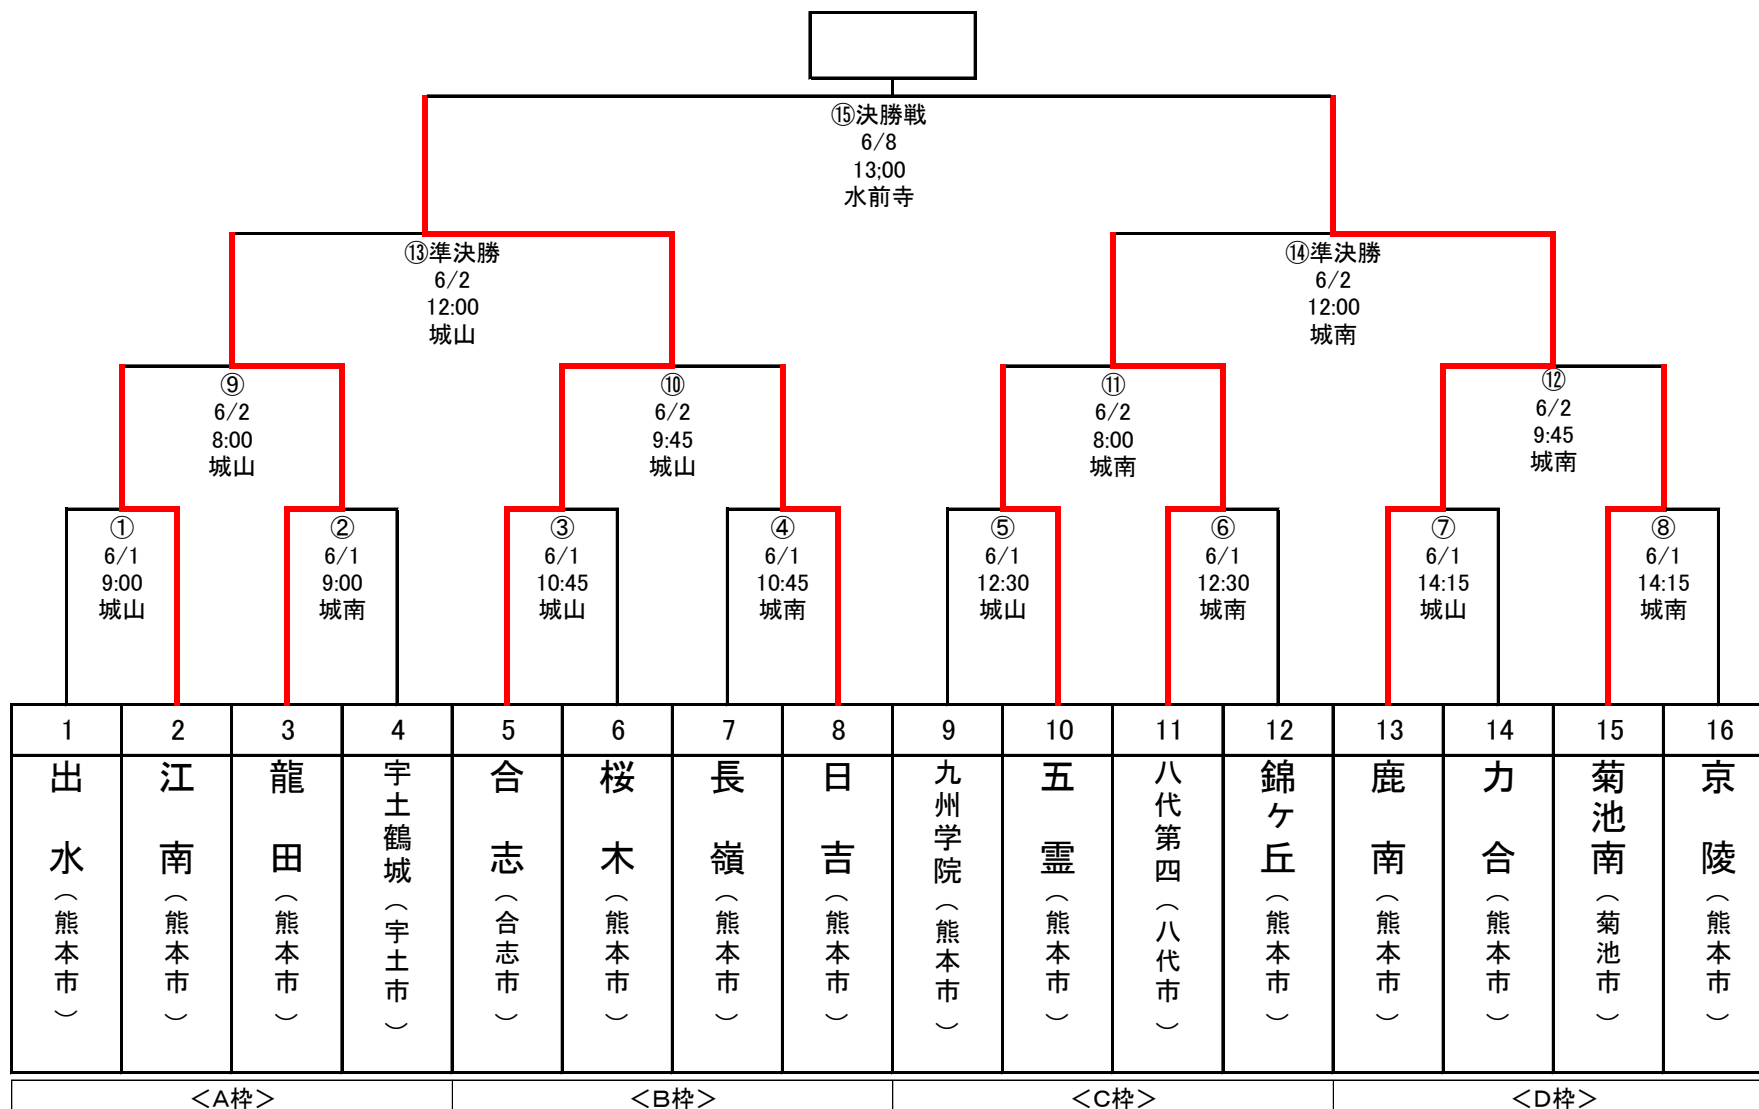 ⑮決勝戦
6/8
13;00
水前寺
⑬準決勝
6/2
12:00
城山
⑭準決勝
6/2
12:00
城南
⑨
6/2
8:00
城山
⑩
6/2
9:45
城山
⑪
6/2
8:00
城南
⑫
6/2
9:45
城南
①
6/1
9:00
城山
②
6/1
9:00
城南
③
6/1
10:45
城山
④
6/1
10:45
城南
⑤
6/1
12:30
城山
⑥
6/1
12:30
城南
⑦
6/1
14:15
城山
⑧
6/1
14:15
城南
1 2 3 4 5 6 7 8 9 10 11 12 13 14 15 16
出水(熊本市)
江南(熊本市)
龍田(熊本市)
宇土鶴城(宇土市)
合志(合志市)
桜木(熊本市)
長嶺(熊本市)
日吉(熊本市)
九州学院(熊本市)
五霊(熊本市)
八代第四(八代市)
錦ケ丘(熊本市)
鹿南(熊本市)
力合(熊本市)
菊池南(菊池市)
京陵(熊本市)
＜A枠＞ ＜B枠＞ ＜C枠＞ ＜D枠＞